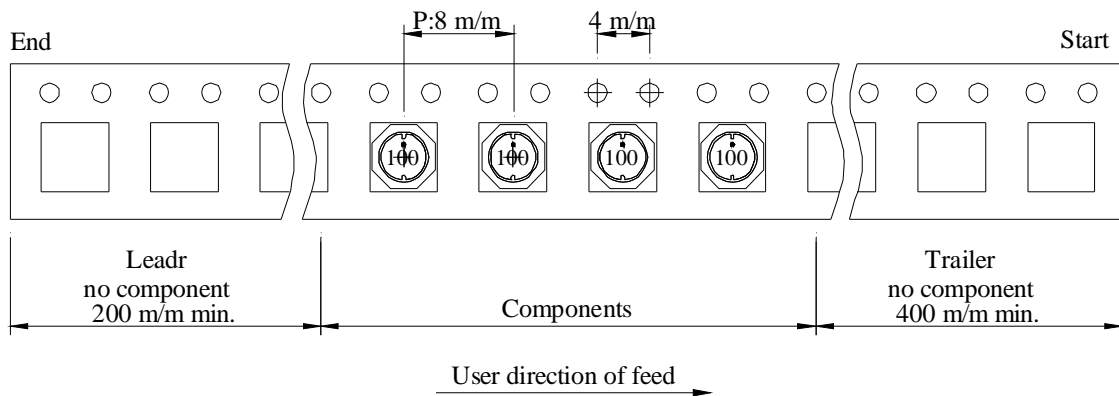 P:8 m/m
4 m/m
End
Start
100
100
100
100
Leadr
no component
200 m/m min.
Components
Trailer
no component
400 m/m min.
User direction of feed